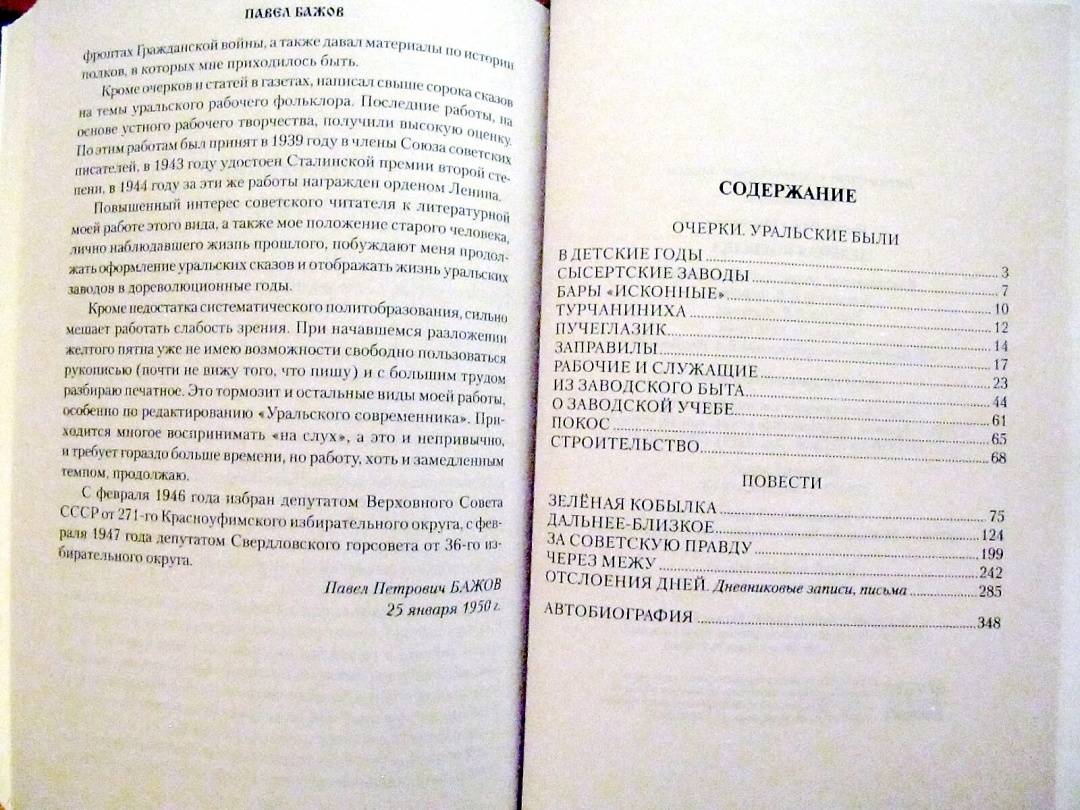 ПАВЕЛ БАЖОВ
фронтах Гражданской войны, а также давал материалы по истории
полков, в которых мне приходилось быть.
Кроме очерков и статей в газетах, написал свыше сорока сказов
на темы уральского рабочего фольклора. Последние работы, на
основе устного рабочего творчества, получили высокую оценку.
По этим работам был принят в 1939 году в члены Союза советских
писателей, в 1943 году удостоен Сталинской премии второй сте-
пени, в 1944 году за эти же работы награжден орденом Ленина.
Повышенный интерес советского читателя к литературной
моей работе этого вида, а также мое положение старого человека,
лично наблюдавшего жизнь прошлого, побуждают меня продол-
жать оформление уральских сказов и отображать жизнь уральских
заводов в дореволюционные годы.
Кроме недостатка систематического политобразования, сильно
мешает работать слабость зрения. При начавшемся разложении
желтого пятна уже не имею возможности свободно пользоваться
рукописью (почти не вижу того, что пишу) и с большим трудом
разбираю печатное. Это тормозит и остальные виды моей работы,
особенно по редактированию «Уральского современника». При-
ходится многое воспринимать «на слух», а это и непривычно,
и требует гораздо больше времени, но работу, хоть и замедленным
темпом, продолжаю.
С февраля 1946 года избран депутатом Верховного Совета
СССР от 271-го Красноуфимского избирательного округа, с фев-
раля 1947 года депутатом Свердловского горсовета от 36-го из-
бирательного округа.
Павел Петрович БАЖОВ
25 января 1950 г.
СОДЕРЖАНИЕ
ОЧЕРКИ. УРАЛЬСКИЕ БЫЛИ
В ДЕТСКИЕ ГОДЫ 3
СЫСЕРТСКИЕ ЗАВОДЫ 7
БАРЫ «ИСКОННЫЕ» 10
ТУРЧАНИНИХА 12
ПУЧЕГЛАЗИК 14
ЗАПРАВИЛЫ 17
РАБОЧИЕ И СЛУЖАЩИЕ 23
ИЗ ЗАВОДСКОГО БЫТА 44
О ЗАВОДСКОЙ УЧЕБЕ 61
ПОКОС 65
СТРОИТЕЛЬСТВО 68
ПОВЕСТИ
ЗЕЛЁНАЯ КОБЫЛКА 75
ДАЛЬНЕЕ-БЛИЗКОЕ 124
ЗА СОВЕТСКУЮ ПРАВДУ 199
ЧЕРЕЗ МЕЖУ 242
ОТСЛОЕНИЯ ДНЕЙ. Дневниковые записи, письма 285
АВТОБИОГРАФИЯ 348